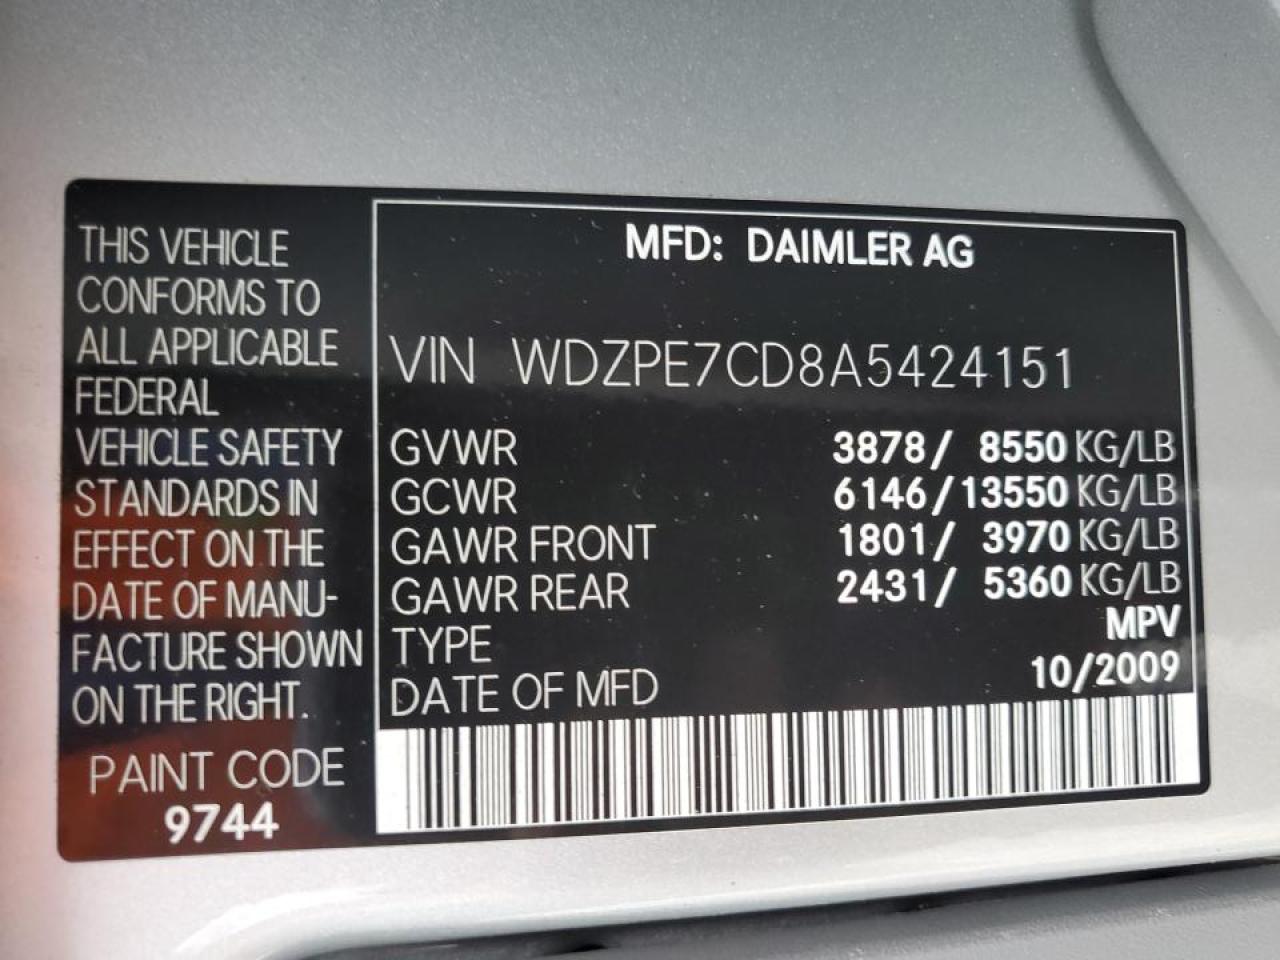 THIS VEHICLE
CONFORMS TO
ALL APPLICABLE
FEDERAL
VEHICLE SAFETY
STANDARDS IN
EFFECT ON THE
DATE OF MANU-
FACTURE SHOWN
ON THE RIGHT.
PAINT CODE
9744
MFD: DAIMLER AG
VIN WDZPE7CD8A5424151
GVWR 3878/ 8550 KG/LB
GCWR 6146/13550 KG/LB
GAWR FRONT 1801/ 3970 KG/LB
GAWR REAR 2431/ 5360 KG/LB
TYPE MPV
DATE OF MFD 10/2009